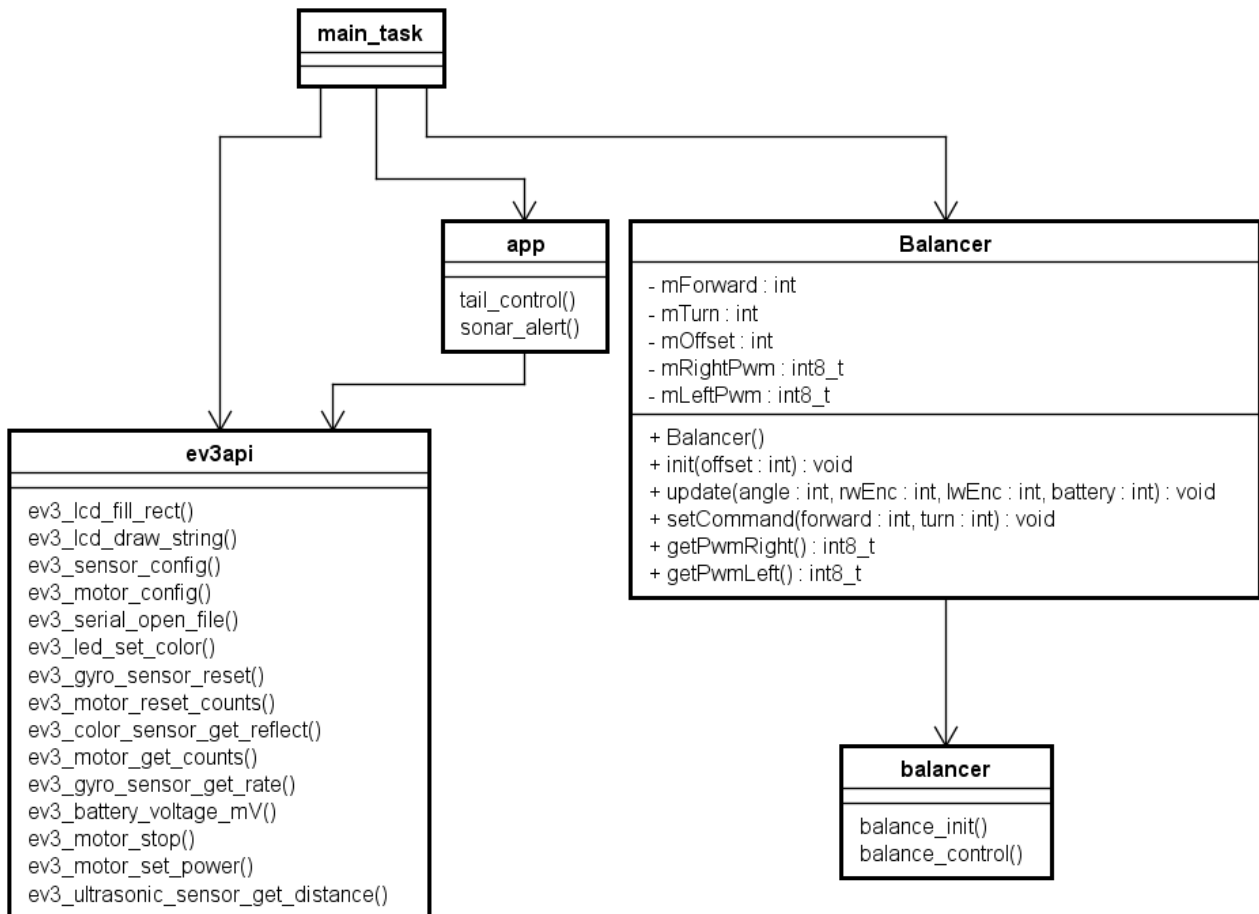 main_task
app
tail_control()
sonar_alert()
Balancer
- mForward : int
- mTurn : int
- mOffset : int
- mRightPwm : int8_t
- mLeftPwm : int8_t
+ Balancer()
+ init(offset : int) : void
+ update(angle : int, rwEnc : int, lwEnc : int, battery : int) : void
+ setCommand(forward : int, turn : int) : void
+ getPwmRight() : int8_t
+ getPwmLeft() : int8_t
ev3api
ev3_lcd_fill_rect()
ev3_lcd_draw_string()
ev3_sensor_config()
ev3_motor_config()
ev3_serial_open_file()
ev3_led_set_color()
ev3_gyro_sensor_reset()
ev3_motor_reset_counts()
ev3_color_sensor_get_reflect()
ev3_motor_get_counts()
ev3_gyro_sensor_get_rate()
ev3_battery_voltage_mV()
ev3_motor_stop()
ev3_motor_set_power()
ev3_ultrasonic_sensor_get_distance()
balancer
balance_init()
balance_control()